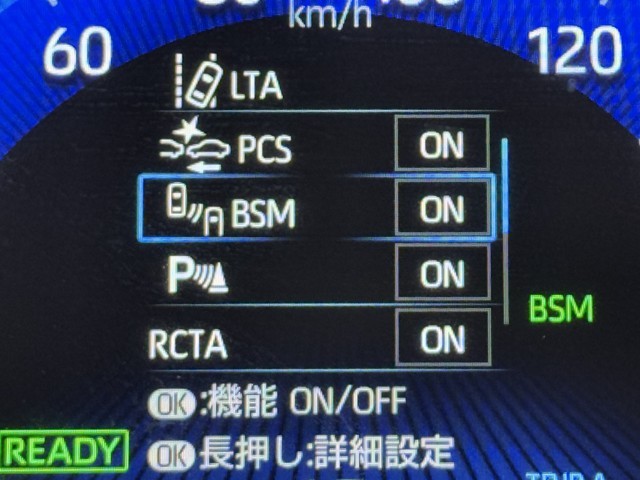 km/h
60
120
LTA
PCS ON
BSM ON
P ON
BSM
RCTA ON
OK:機能 ON/OFF
READY
OK長押し:詳細設定